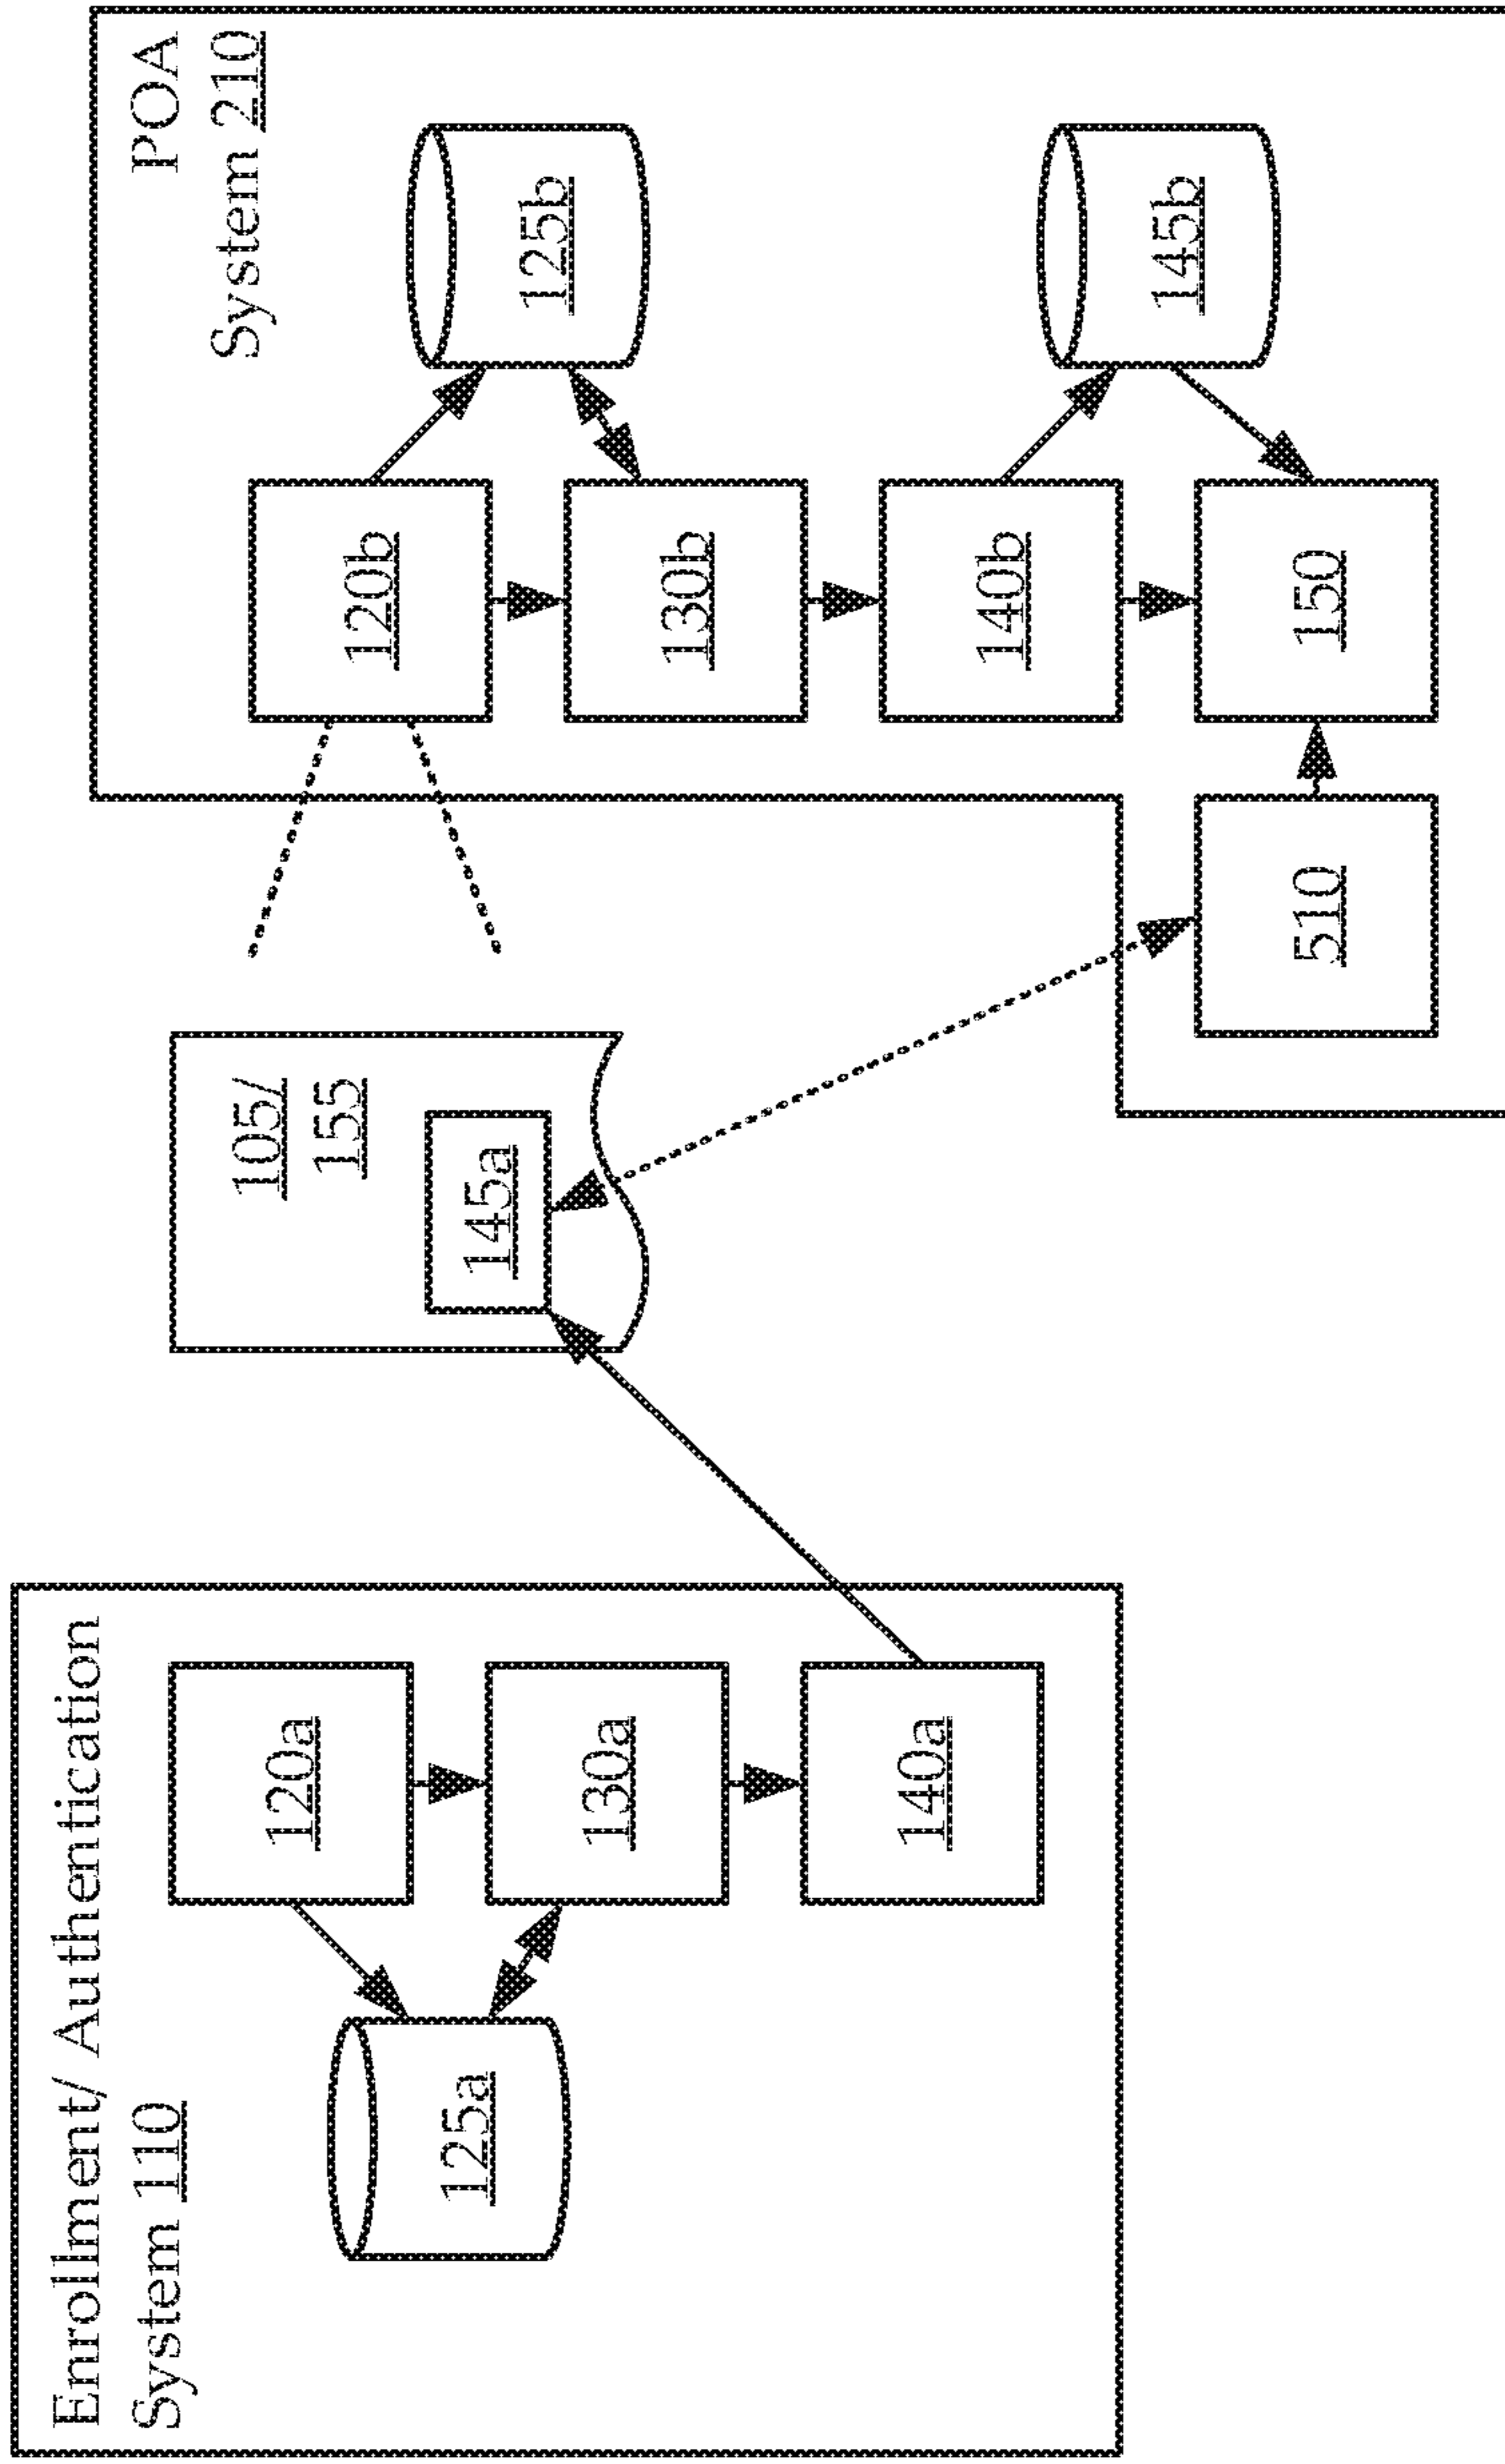 Enrollment/ Authentication
System 110
120a
125a
130a
140a
105/
155
145a
POA
System 210
120b
125b
130b
140b
145b
510
150